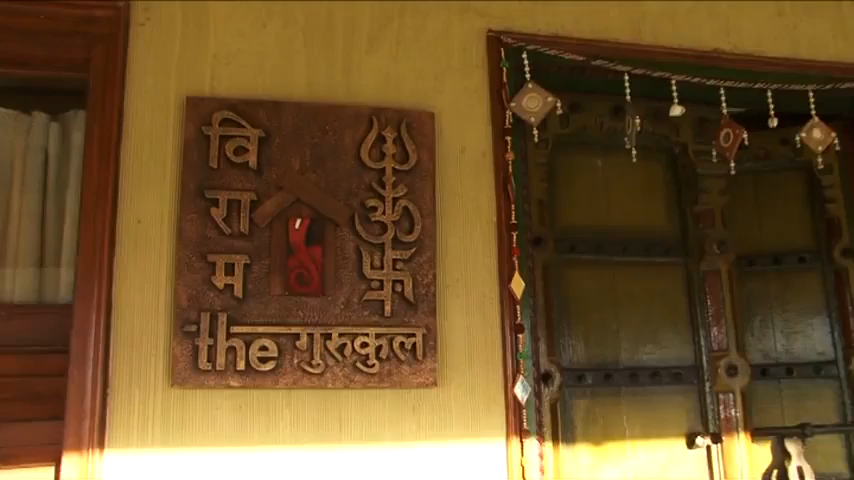 वि
रा
म
ॐ
the गुरुकुल